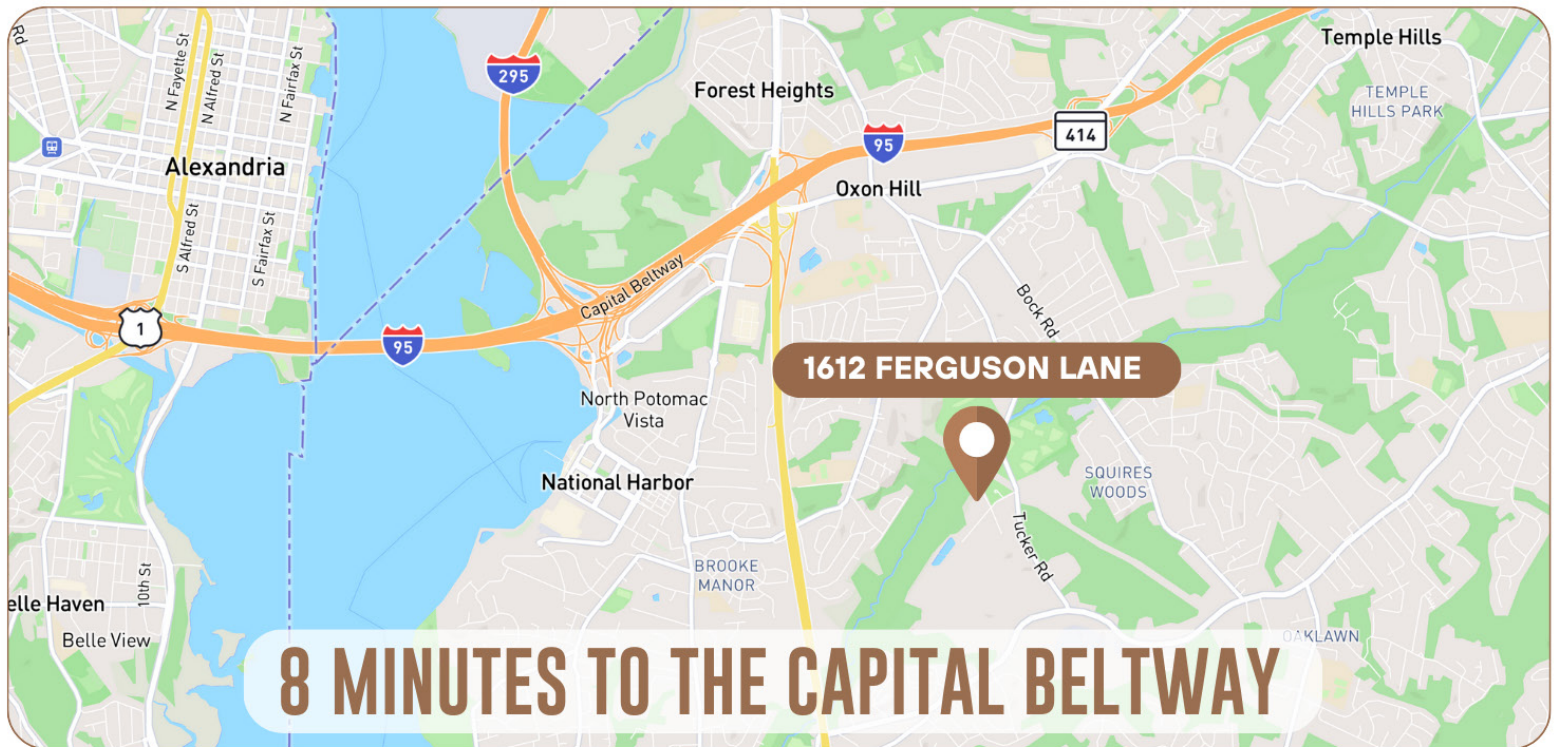 Rd
N Fayette St
N Alfred St
N Fairfax St
295
Forest Heights
Temple Hills
TEMPLE
HILLS PARK
95
414
Alexandria
Oxon Hill
S Alfred St
S Fairfax St
Capital Beltway
Bock Rd
1
95
1612 FERGUSON LANE
North Potomac
Vista
National Harbor
SQUIRES
WOODS
Tucker Rd
BROOKE
MANOR
10th St
elle Haven
Belle View
OAKLAWN
8 MINUTES TO THE CAPITAL BELTWAY